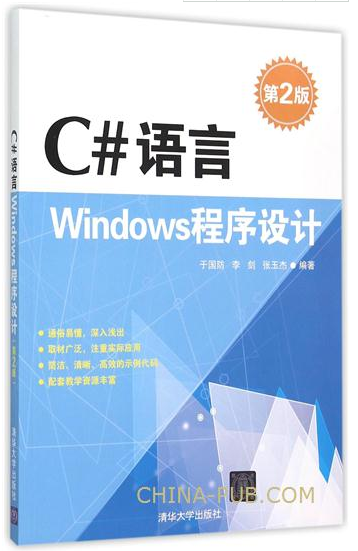 第2版
C#语言
Windows程序设计
于国防 李剑 张玉杰 编著
通俗易懂,深入浅出
取材广泛,注重实际应用
简洁、清晰、高效的示例代码
配套教学资源丰富
CHINA-PUB.COM
清华大学出版社
C#语言 Windows程序设计(第2版)
清华大学出版社